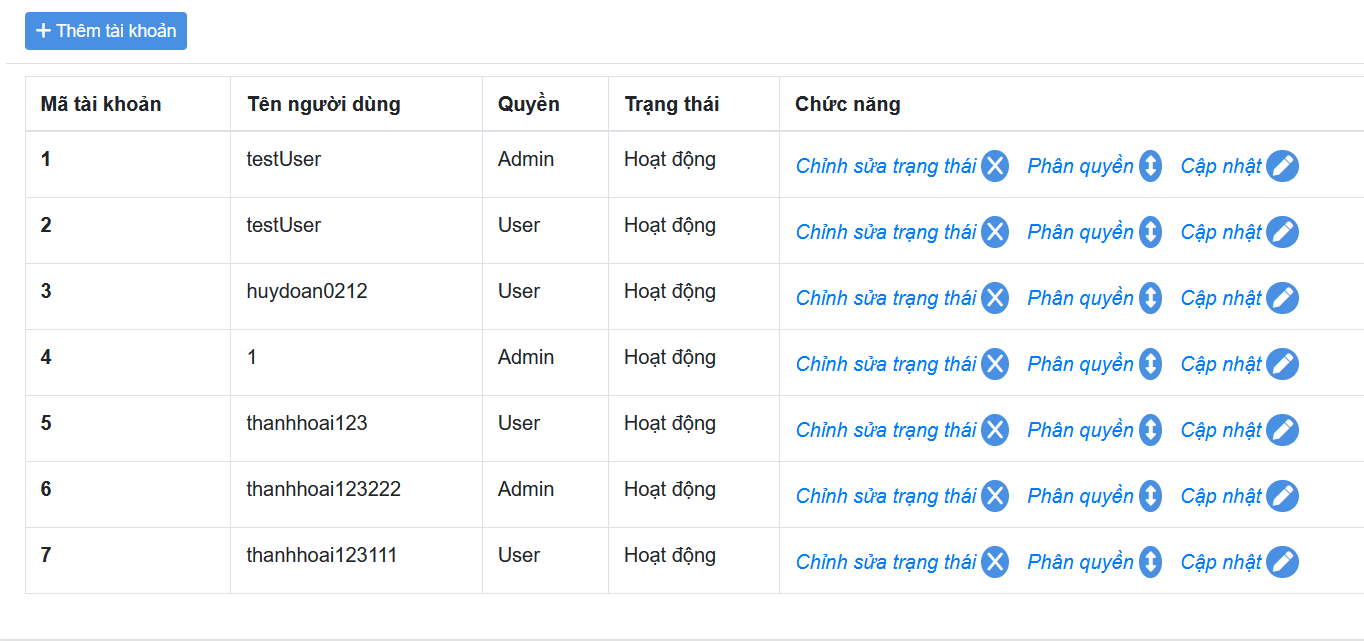 Thêm tài khoản
Mã tài khoản Tên người dùng Quyền Trạng thái Chức năng
1 testUser Admin Hoạt động Chỉnh sửa trạng thái Phân quyền Cập nhật
2 testUser User Hoạt động Chỉnh sửa trạng thái Phân quyền Cập nhật
3 huydoan0212 User Hoạt động Chỉnh sửa trạng thái Phân quyền Cập nhật
4 1 Admin Hoạt động Chỉnh sửa trạng thái Phân quyền Cập nhật
5 thanhhoai123 User Hoạt động Chỉnh sửa trạng thái Phân quyền Cập nhật
6 thanhhoai123222 Admin Hoạt động Chỉnh sửa trạng thái Phân quyền Cập nhật
7 thanhhoai123111 User Hoạt động Chỉnh sửa trạng thái Phân quyền Cập nhật